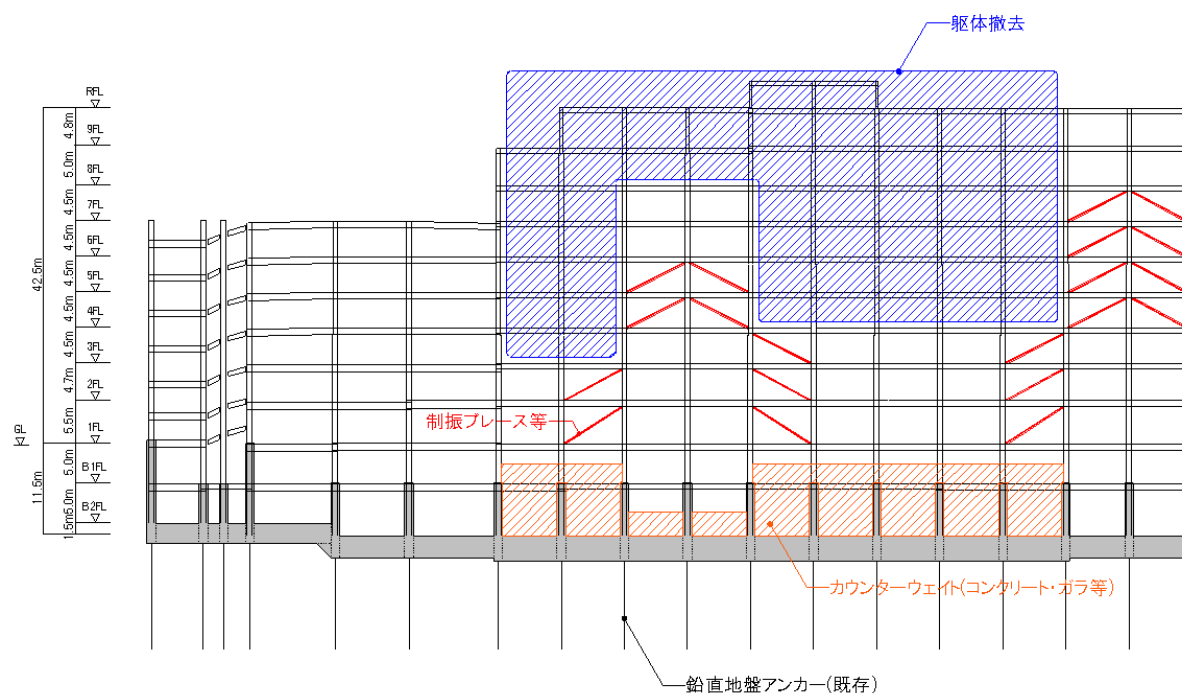 躯体撤去
RFL
4.8m
9FL
5.0m
8FL
4.5m
7FL
4.5m
6FL
4.5m
5FL
4.5m
4FL
4.5m
3FL
4.7m
2FL
5.5m
1FL
42.5m
制振ブレース等
5.0m
B1FL
5.0m
B2FL
1.5m
11.5m
カウンターウェイト(コンクリート・ガラ等)
鉛直地盤アンカー(既存)